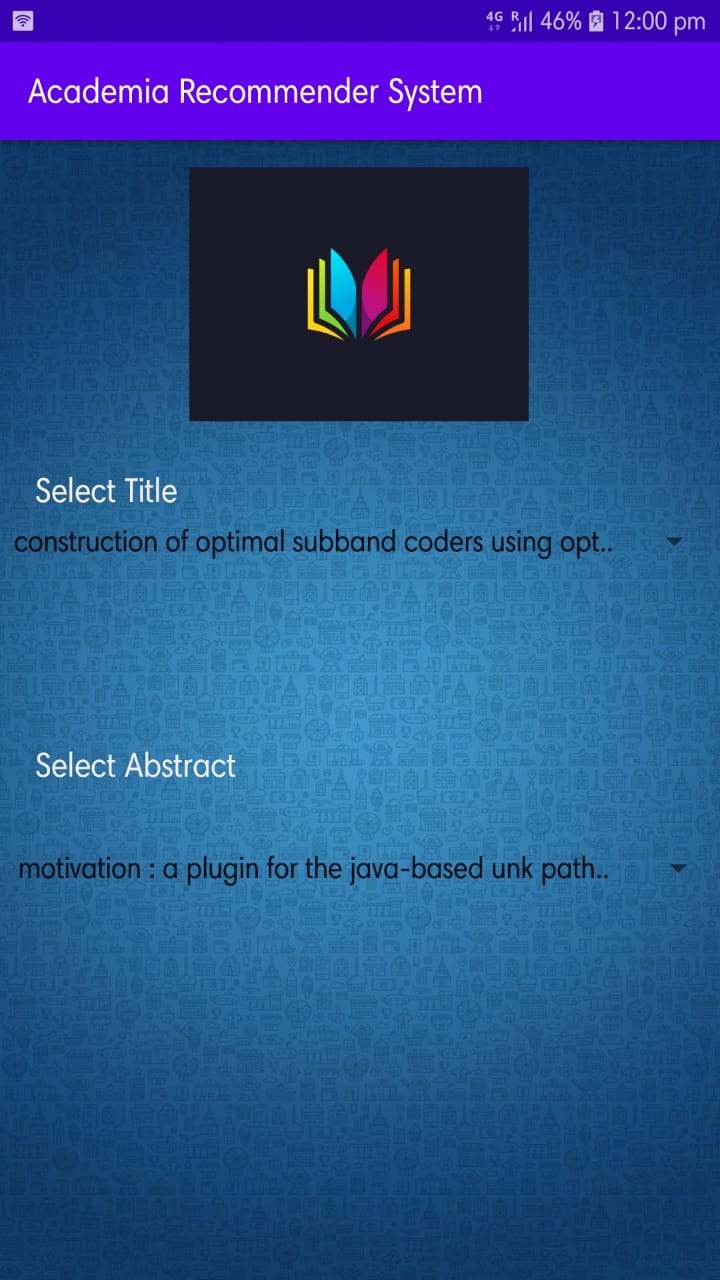 4G R 46% 12:00 pm
Academia Recommender System
Select Title
construction of optimal subband coders using opt..
Select Abstract
motivation : a plugin for the java-based unk path..